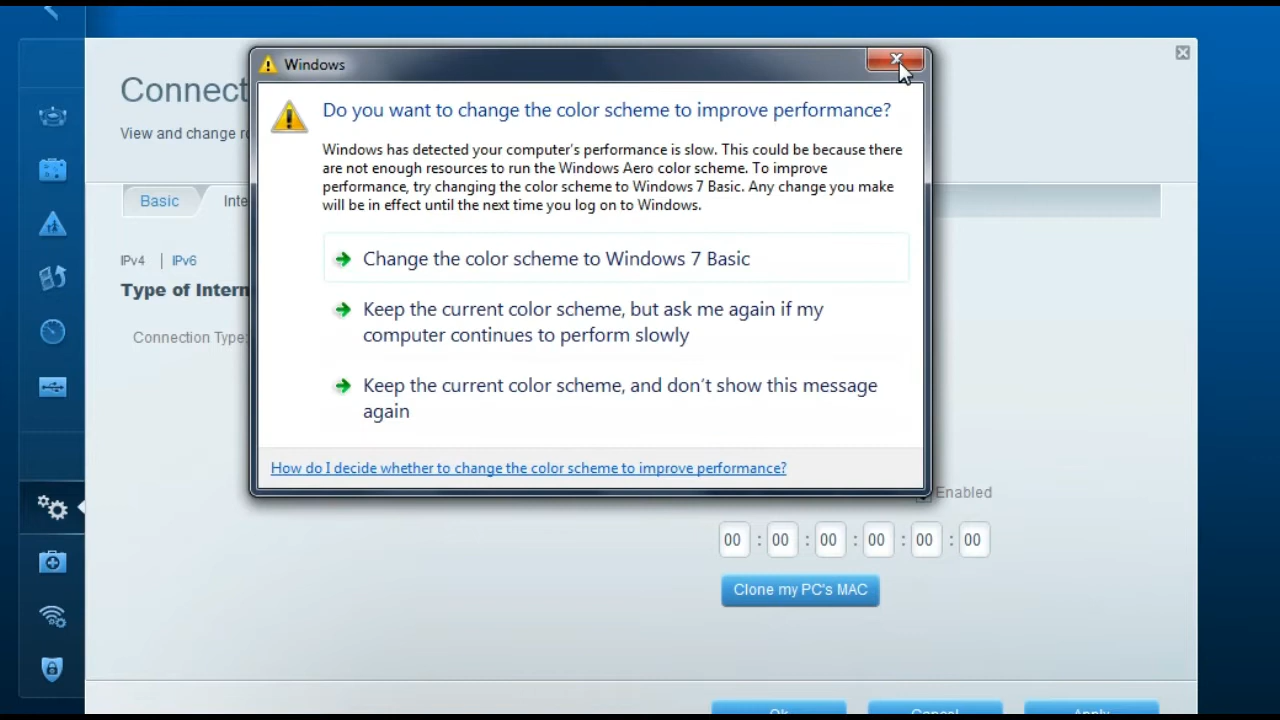 Windows
Connect
Do you want to change the color scheme to improve performance?
View and change r
Windows has detected your computer's performance is slow. This could be because there
are not enough resources to run the Windows Aero color scheme. To improve
performance, try changing the color scheme to Windows 7 Basic. Any change you make
will be in effect until the next time you log on to Windows.
Basic Inte
IPv4 | IPv6
Change the color scheme to Windows 7 Basic
Type of Intern
Keep the current color scheme, but ask me again if my
computer continues to perform slowly
Connection Type:
Keep the current color scheme, and don't show this message
again
How do I decide whether to change the color scheme to improve performance?
Enabled
00 : 00 : 00 : 00 : 00 : 00
Clone my PC's MAC
Ok Cancel Apply